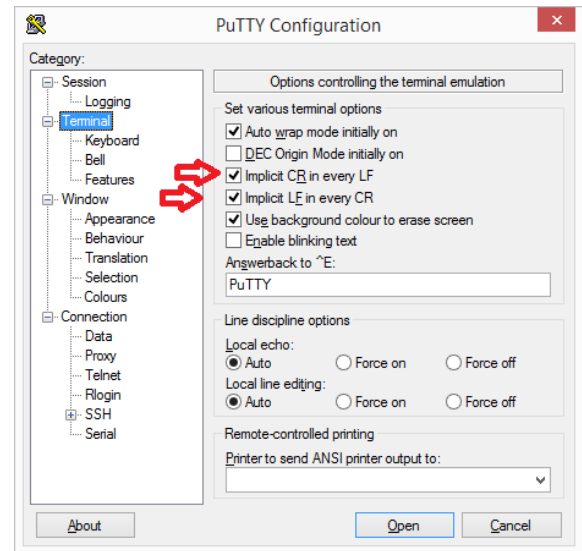 PuTTY Configuration
Category:
Session
Logging
Terminal
Keyboard
Bell
Features
Window
Appearance
Behaviour
Translation
Selection
Colours
Connection
Data
Proxy
Telnet
Rlogin
SSH
Serial
Options controlling the terminal emulation
Set various terminal options
Auto wrap mode initially on
DEC Origin Mode initially on
Implicit CR in every LF
Implicit LF in every CR
Use background colour to erase screen
Enable blinking text
Answerback to ^E:
PuTTY
Line discipline options
Local echo:
Auto Force on Force off
Local line editing:
Auto Force on Force off
Remote-controlled printing
Printer to send ANSI printer output to:
About Open Cancel